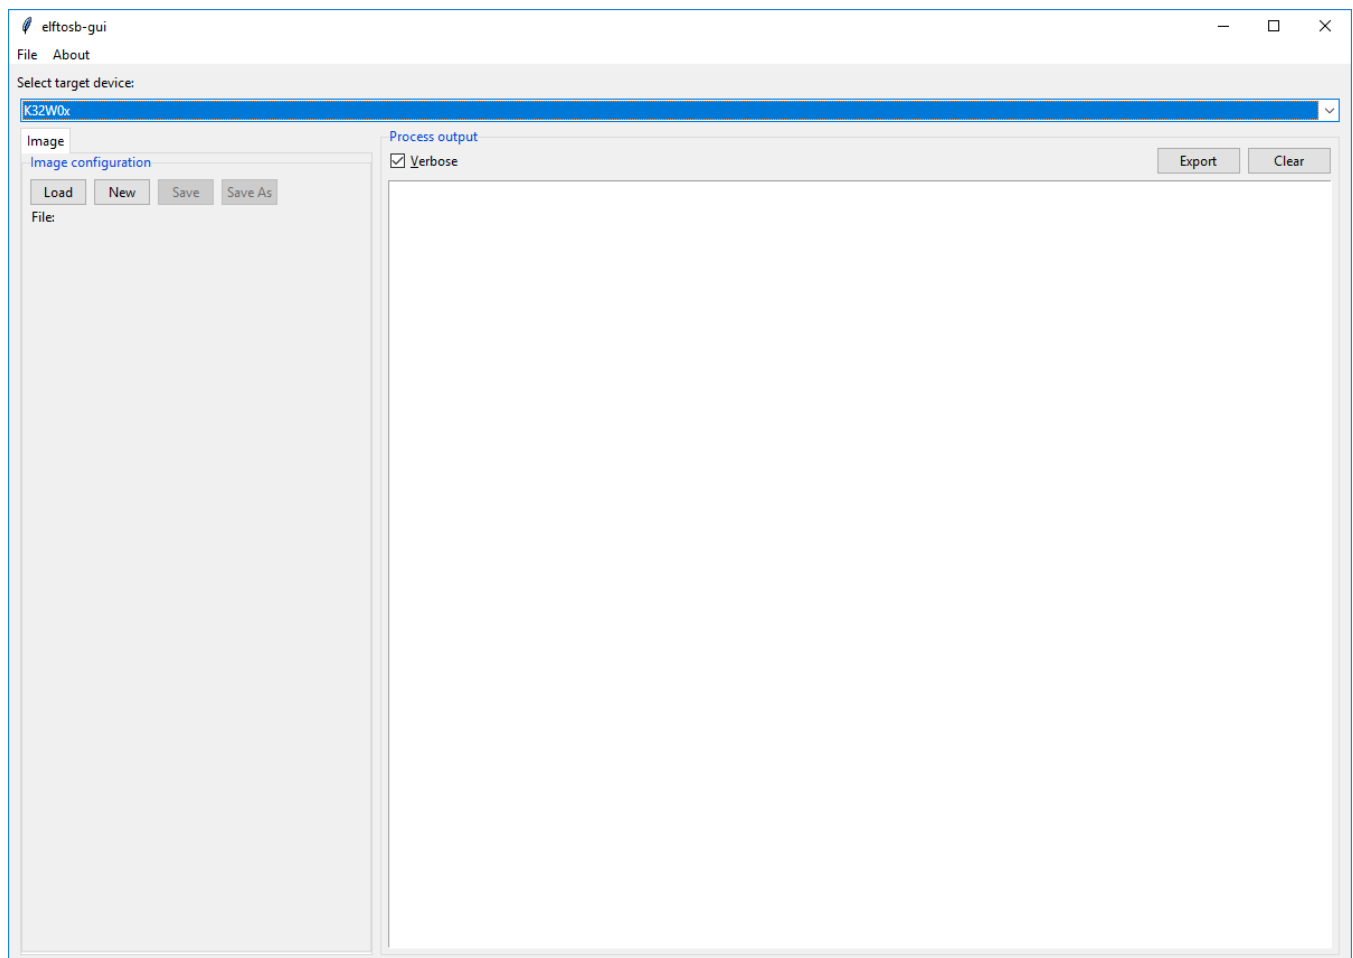 elftosb-gui
File About
Select target device:
K32W0x
Image
Image configuration
Load New Save Save As
File:
Process output
Verbose
Export Clear